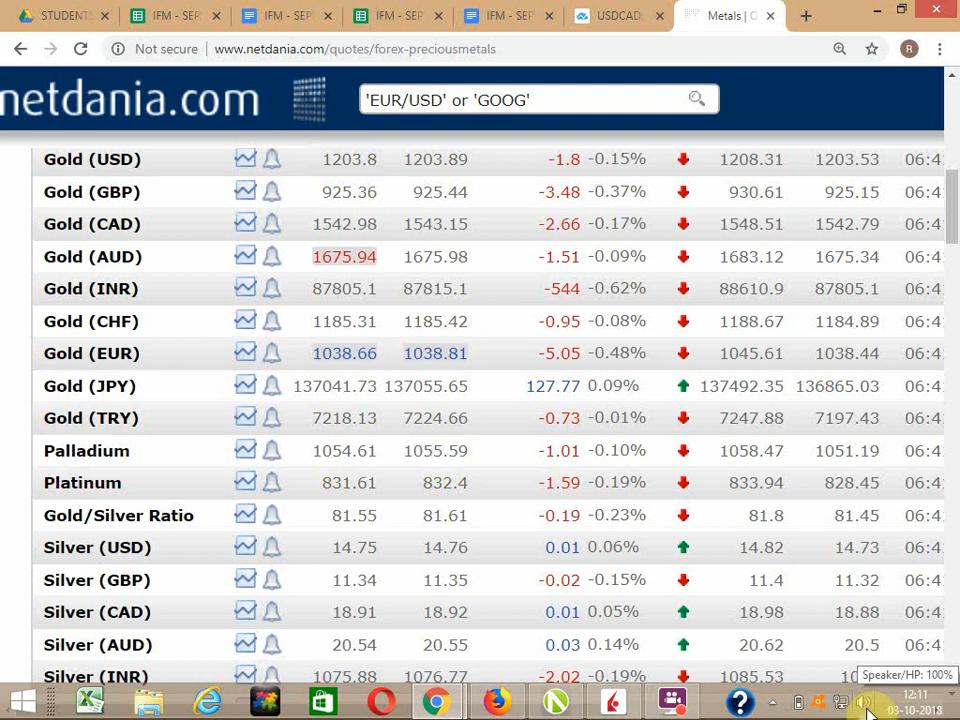 STUDENT
IFM - SEP
IFM - SEP
IFM - SEP
IFM - SEP
USDCAD
Metals | 
Not secure www.netdania.com/quotes/forex-preciousmetals R
netdania.com 'EUR/USD' or 'GOOG'
Gold (USD) 1203.8 1203.89 -1.8 -0.15% 1208.31 1203.53 06:4
Gold (GBP) 925.36 925.44 -3.48 -0.37% 930.61 925.15 06:4
Gold (CAD) 1542.98 1543.15 -2.66 -0.17% 1548.51 1542.79 06:4
Gold (AUD) 1675.94 1675.98 -1.51 -0.09% 1683.12 1675.34 06:4
Gold (INR) 87805.1 87815.1 -544 -0.62% 88610.9 87805.1 06:4
Gold (CHF) 1185.31 1185.42 -0.95 -0.08% 1188.67 1184.89 06:4
Gold (EUR) 1038.66 1038.81 -5.05 -0.48% 1045.61 1038.44 06:4
Gold (JPY) 137041.73 137055.65 127.77 0.09% 137492.35 136865.03 06:4
Gold (TRY) 7218.13 7224.66 -0.73 -0.01% 7247.88 7197.43 06:4
Palladium 1054.61 1055.59 -1.01 -0.10% 1058.47 1051.19 06:4
Platinum 831.61 832.4 -1.59 -0.19% 833.94 828.45 06:4
Gold/Silver Ratio 81.55 81.61 -0.19 -0.23% 81.8 81.45 06:4
Silver (USD) 14.75 14.76 0.01 0.06% 14.82 14.73 06:4
Silver (GBP) 11.34 11.35 -0.02 -0.15% 11.4 11.32 06:4
Silver (CAD) 18.91 18.92 0.01 0.05% 18.98 18.88 06:4
Silver (AUD) 20.54 20.55 0.03 0.14% 20.62 20.5 06:4
Silver (INR) 1075.88 1076.77 -2.02 -0.19% 1085.53 10
Speaker/HP: 100%
12:11
03-10-2018